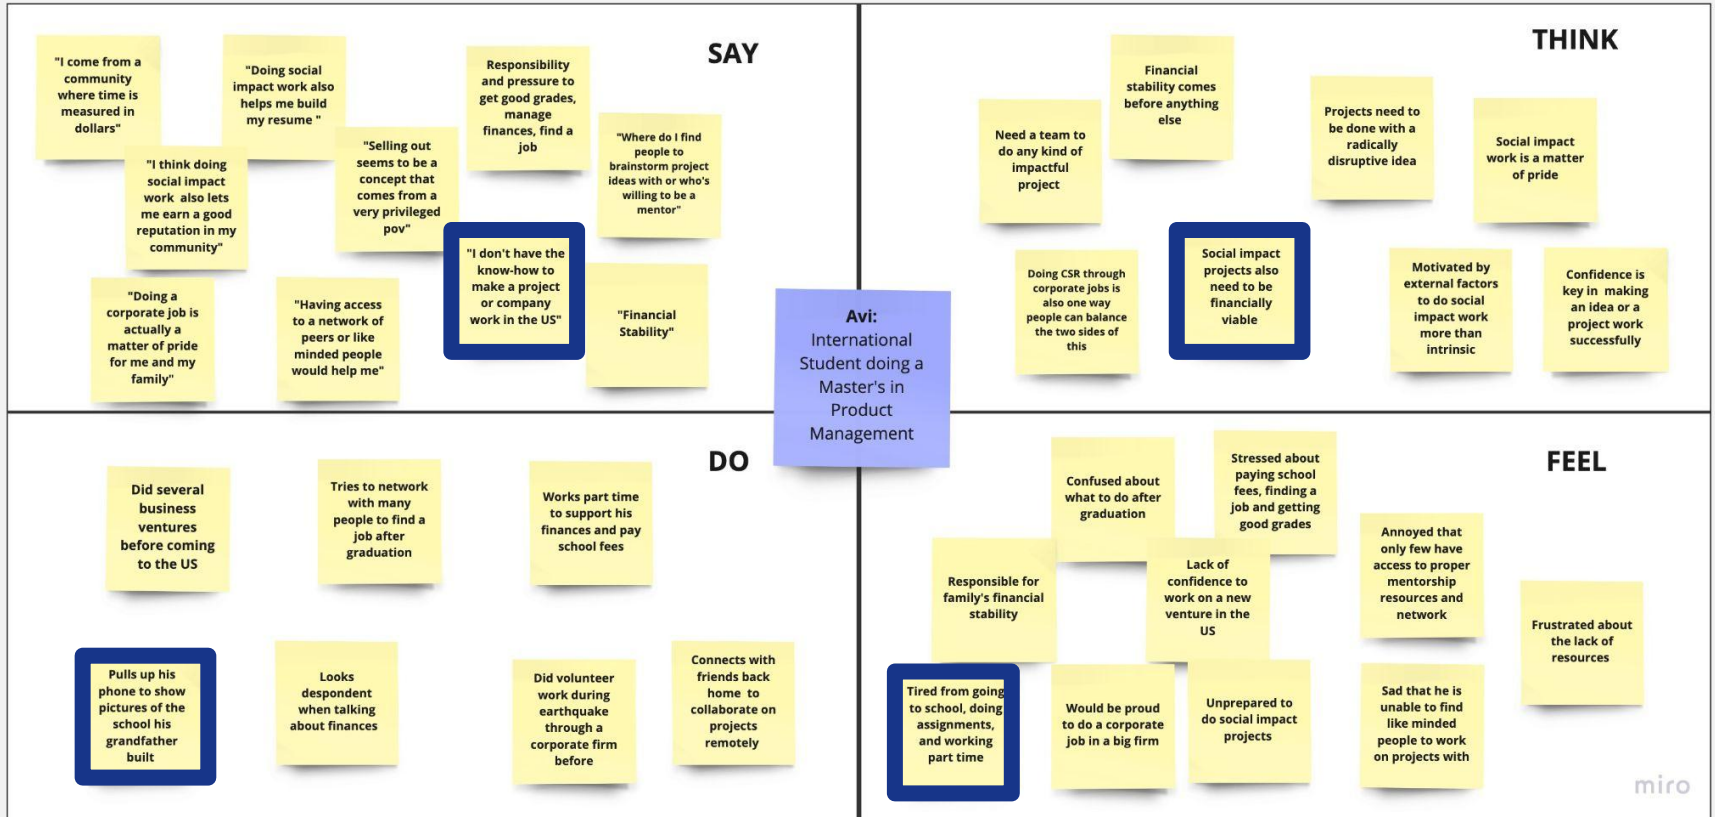 SAY
"I come from a
community
where time is
measured in
dollars"
"Doing social
impact work also
helps me build
my resume "
Responsibility
and pressure to
get good grades,
manage
finances, find a
job
"Where do I find
people to
brainstorm project
ideas with or who's
willing to be a
mentor"
"I think doing
social impact
work  also lets
me earn a good
reputation in my
community"
"Selling out
seems to be a
concept that
comes from a
very privileged
pov"
"I don't have the
know-how to
make a project
or company
work in the US"
"Financial
Stability"
"Doing a
corporate job is
actually a
matter of pride
for me and my
family"
"Having access
to a network of
peers or like
minded people
would help me"
THINK
Need a team to
do any kind of
impactful
project
Financial
stability comes
before anything
else
Projects need to
be done with a
radically
disruptive idea
Social impact
work is a matter
of pride
Doing CSR through
corporate jobs is
also one way
people can balance
the two sides of
this
Social impact
projects also
need to be
financially
viable
Motivated by
external factors
to do social
impact work
more than
intrinsic
Confidence is
key in  making
an idea or a
project work
successfully
Avi:
International
Student doing a
Master's in
Product
Management
DO
Did several
business
ventures
before coming
to the US
Tries to network
with many
people to find a
job after
graduation
Works part time
to support his
finances and pay
school fees
Pulls up his
phone to show
pictures of the
school his
grandfather
built
Looks
despondent
when talking
about finances
Did volunteer
work during
earthquake
through a
corporate firm
before
Connects with
friends back
home  to
collaborate on
projects
remotely
FEEL
Confused about
what to do after
graduation
Stressed about
paying school
fees, finding a
job and getting
good grades
Annoyed that
only few have
access to proper
mentorship
resources and
network
Responsible for
family's financial
stability
Lack of
confidence to
work on a new
venture in the
US
Frustrated about
the lack of
resources
Tired from going
to school, doing
assignments,
and working
part time
Would be proud
to do a corporate
job in a big firm
Unprepared to
do social impact
projects
Sad that he is
unable to find
like minded
people to work
on projects with
miro